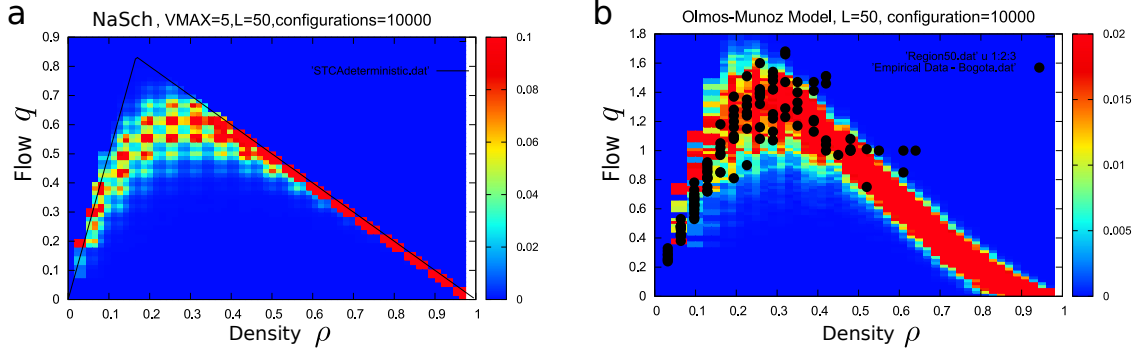 a
NaSch, VMAX=5,L=50,configurations=10000
0.9
0.8
0.7
0.6
0.5
0.4
0.3
0.2
0.1
0
Flow q
'STCAdeterministic.dat'
0 0.1 0.2 0.3 0.4 0.5 0.6 0.7 0.8 0.9 1
Density ρ
0.1
0.08
0.06
0.04
0.02
0
b
Olmos-Munoz Model, L=50, configuration=10000
1.8
1.6
1.4
1.2
1
0.8
0.6
0.4
0.2
0
Flow q
'Region50.dat' u 1:2:3
'Empirical Data - Bogota.dat'
0 0.1 0.2 0.3 0.4 0.5 0.6 0.7 0.8 0.9 1
Density ρ
0.02
0.015
0.01
0.005
0